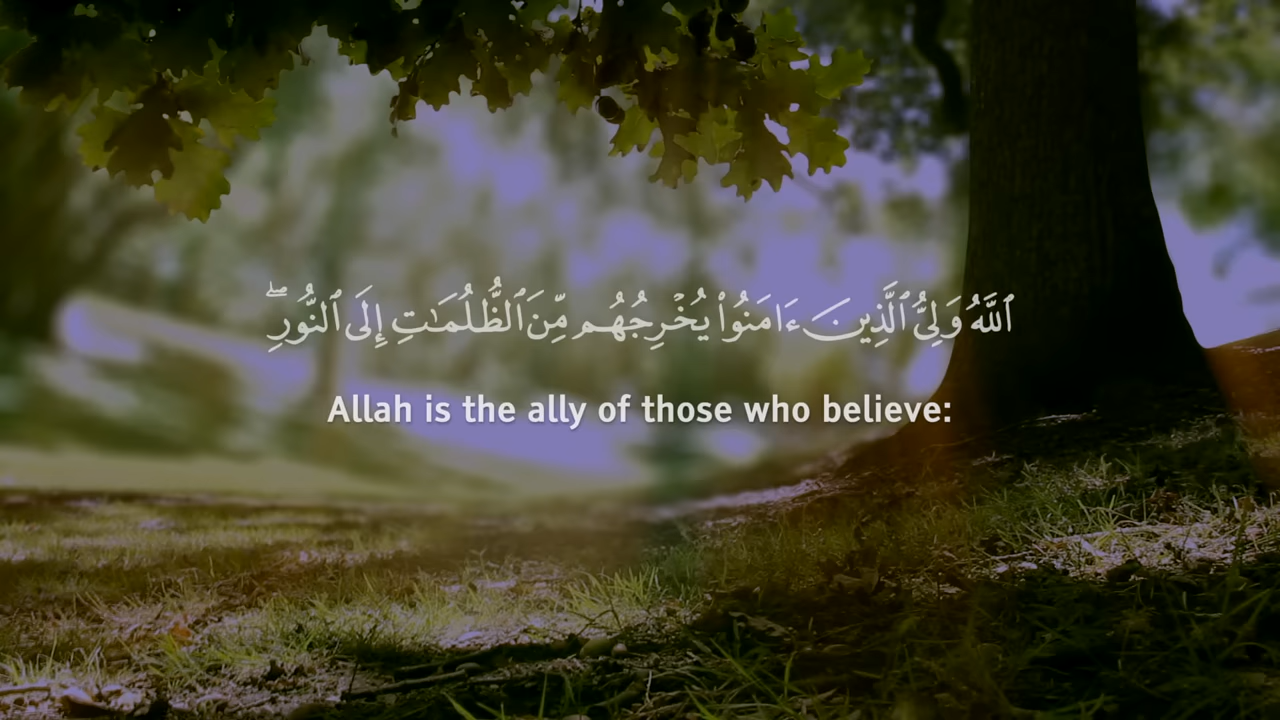 ٱللَّهُ وَلِىُّ ٱلَّذِينَ ءَامَنُوا۟ يُخْرِجُهُم مِّنَ ٱلظُّلُمَـٰتِ إِلَى ٱلنُّورِ ۖ
Allah is the ally of those who believe: